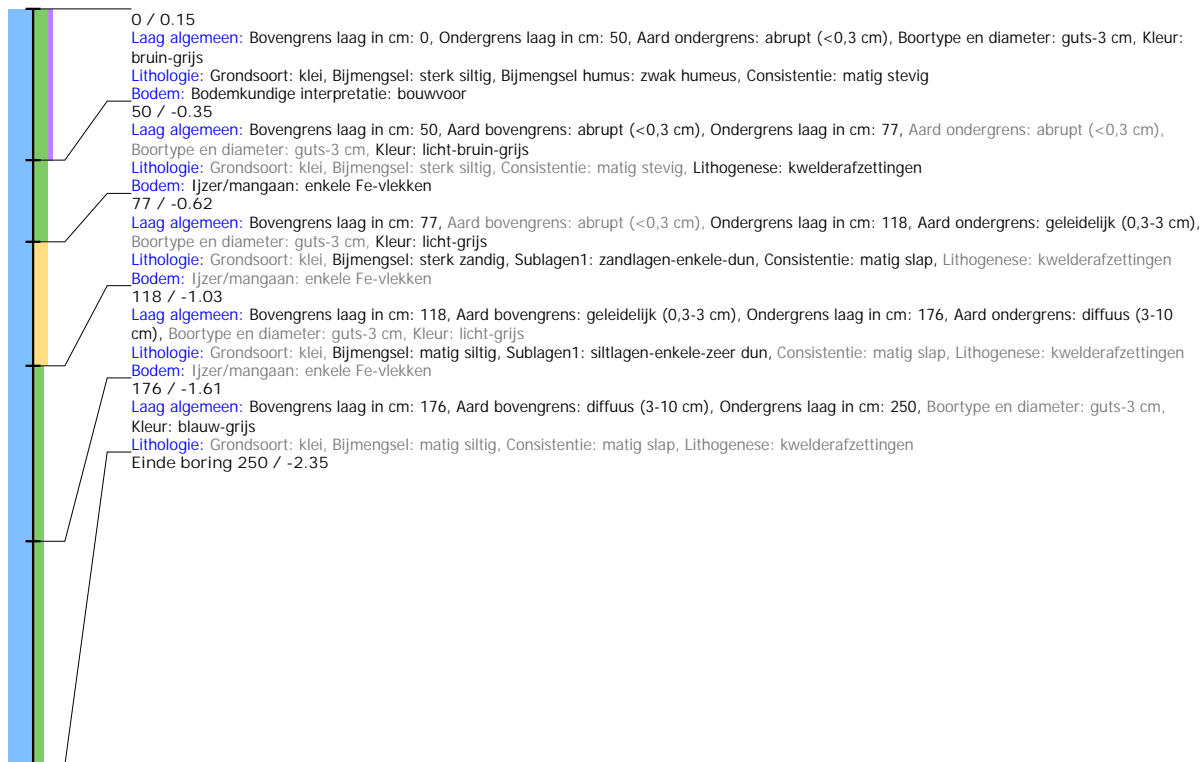 0 / 0.15
Laag algemeen: Bovengrens laag in cm: 0, Ondergrens laag in cm: 50, Aard ondergrens: abrupt (<0,3 cm), Boortype en diameter: guts-3 cm, Kleur:
bruin-grijs
Lithologie: Grondsoort: klei, Bijmengsel: sterk siltig, Bijmengsel humus: zwak humeus, Consistentie: matig stevig
Bodem: Bodemkundige interpretatie: bouwvoor
50 / -0.35
Laag algemeen: Bovengrens laag in cm: 50, Aard bovengrens: abrupt (<0,3 cm), Ondergrens laag in cm: 77, Aard ondergrens: abrupt (<0,3 cm),
Boortype en diameter: guts-3 cm, Kleur: licht-bruin-grijs
Lithologie: Grondsoort: klei, Bijmengsel: sterk siltig, Consistentie: matig stevig, Lithogenese: kwelderafzettingen
Bodem: Ijzer/mangaan: enkele Fe-vlekken
77 / -0.62
Laag algemeen: Bovengrens laag in cm: 77, Aard bovengrens: abrupt (<0,3 cm), Ondergrens laag in cm: 118, Aard ondergrens: geleidelijk (0,3-3 cm),
Boortype en diameter: guts-3 cm, Kleur: licht-grijs
Lithologie: Grondsoort: klei, Bijmengsel: sterk zandig, Sublagen1: zandlagen-enkele-dun, Consistentie: matig slap, Lithogenese: kwelderafzettingen
Bodem: Ijzer/mangaan: enkele Fe-vlekken
118 / -1.03
Laag algemeen: Bovengrens laag in cm: 118, Aard bovengrens: geleidelijk (0,3-3 cm), Ondergrens laag in cm: 176, Aard ondergrens: diffuus (3-10
cm), Boortype en diameter: guts-3 cm, Kleur: licht-grijs
Lithologie: Grondsoort: klei, Bijmengsel: matig siltig, Sublagen1: siltlagen-enkele-zeer dun, Consistentie: matig slap, Lithogenese: kwelderafzettingen
Bodem: Ijzer/mangaan: enkele Fe-vlekken
176 / -1.61
Laag algemeen: Bovengrens laag in cm: 176, Aard bovengrens: diffuus (3-10 cm), Ondergrens laag in cm: 250, Boortype en diameter: guts-3 cm,
Kleur: blauw-grijs
Lithologie: Grondsoort: klei, Bijmengsel: matig siltig, Consistentie: matig slap, Lithogenese: kwelderafzettingen
Einde boring 250 / -2.35